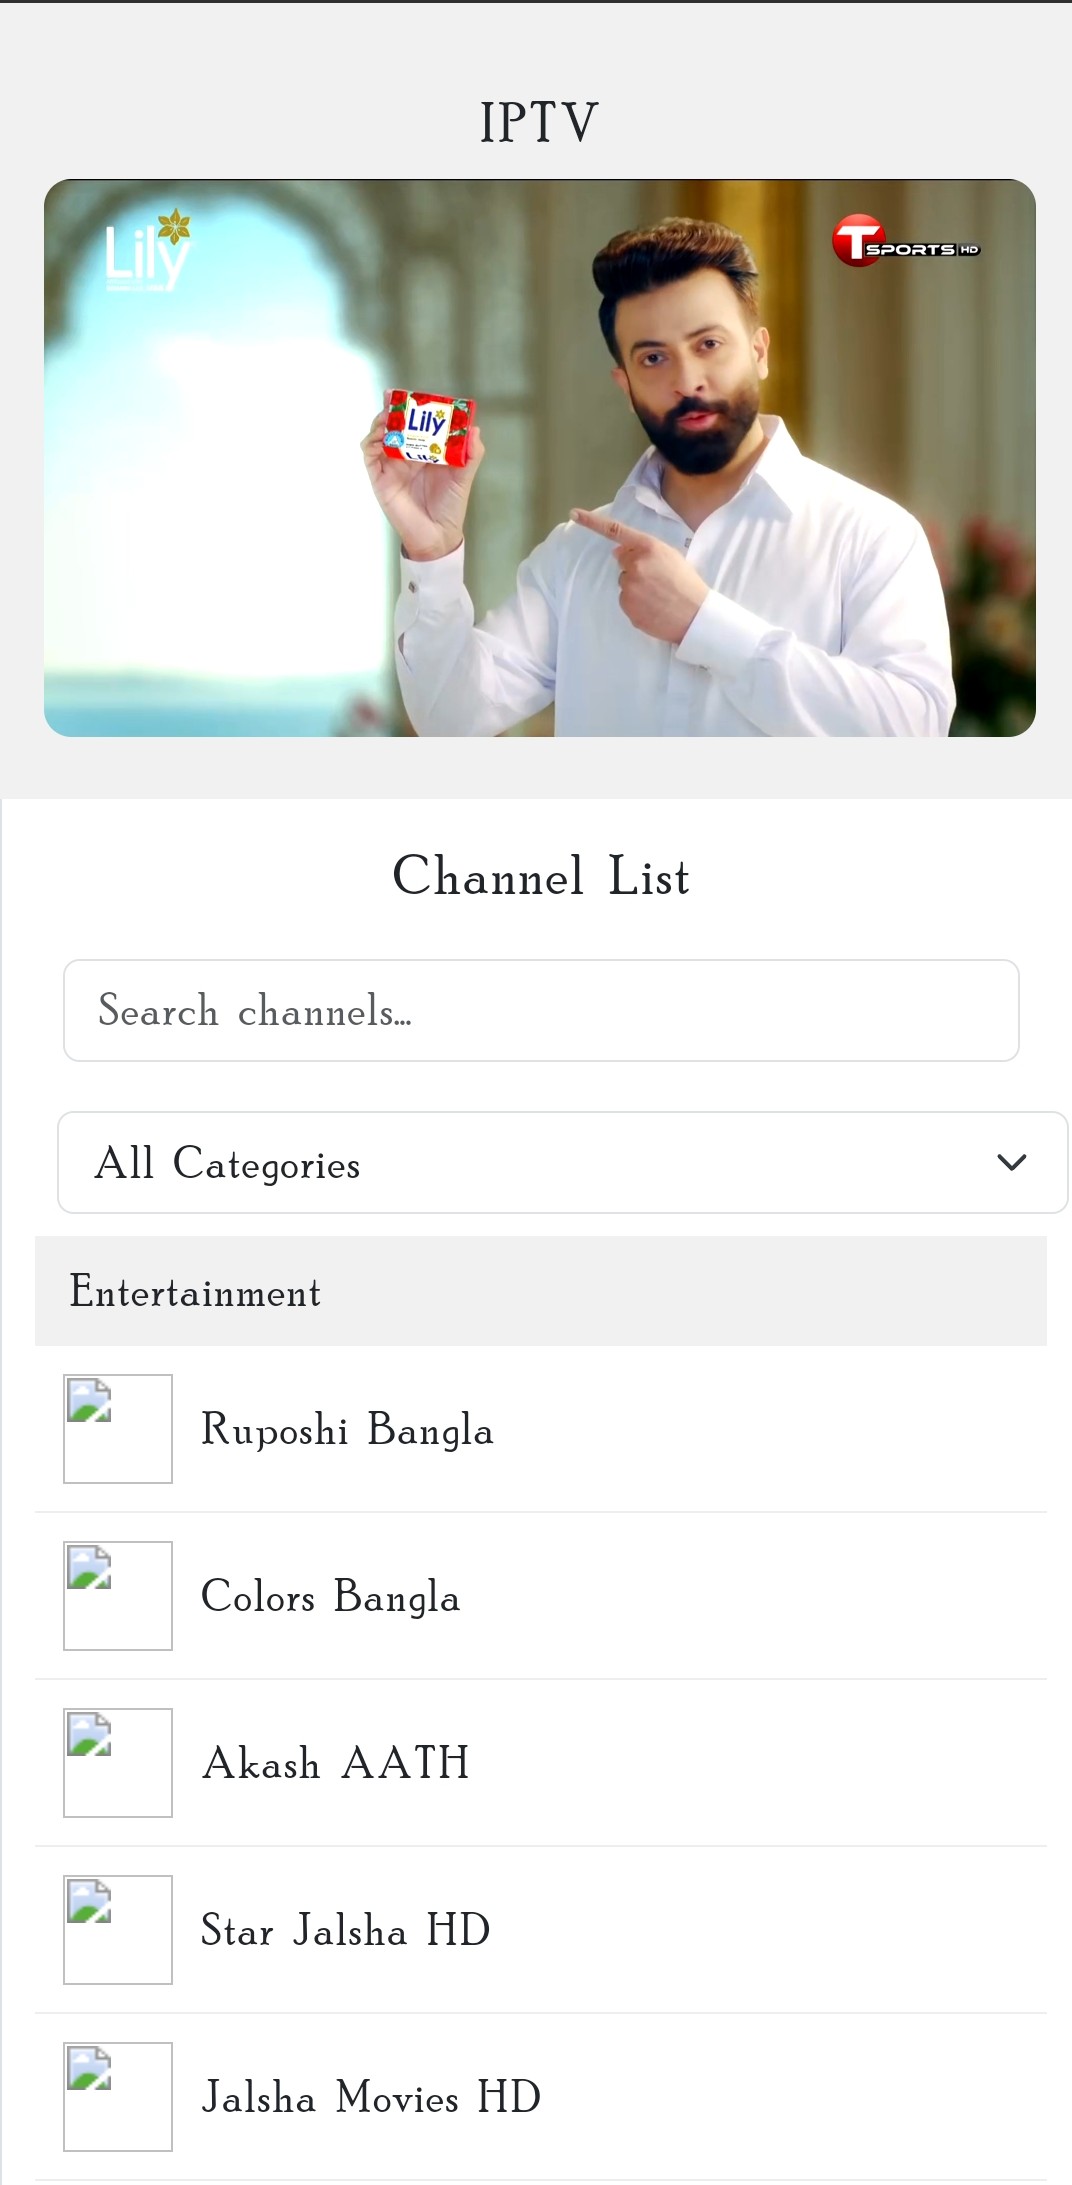 IPTV
Lily
T SPORTS HD
Lily
Channel List
Search channels...
All Categories
Entertainment
Ruposhi Bangla
Colors Bangla
Akash AATH
Star Jalsha HD
Jalsha Movies HD